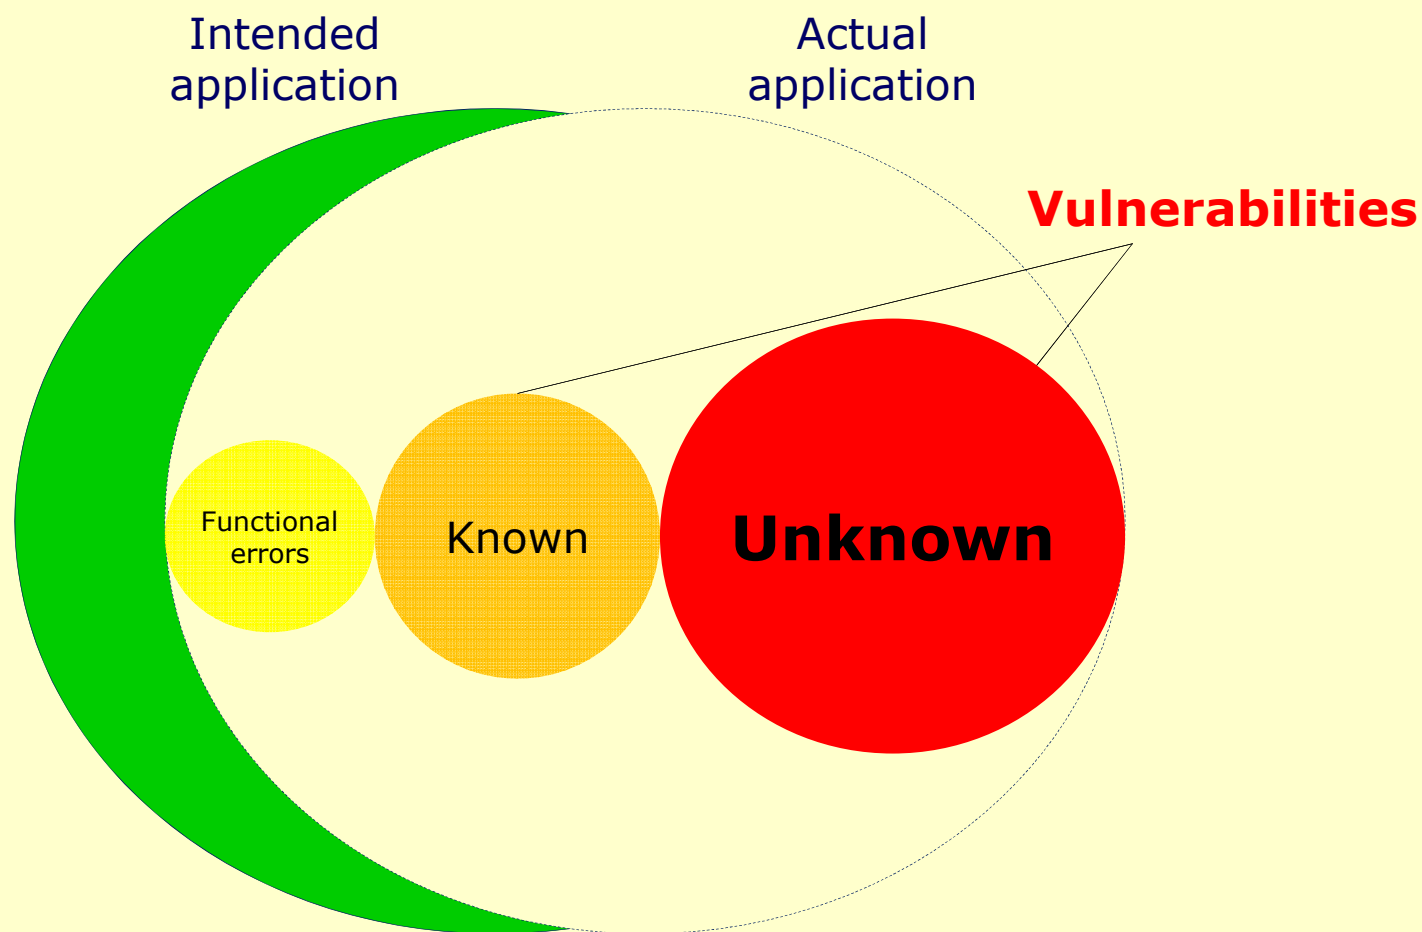 Intended
application
Actual
application
Vulnerabilities
Functional
errors
Known
Unknown